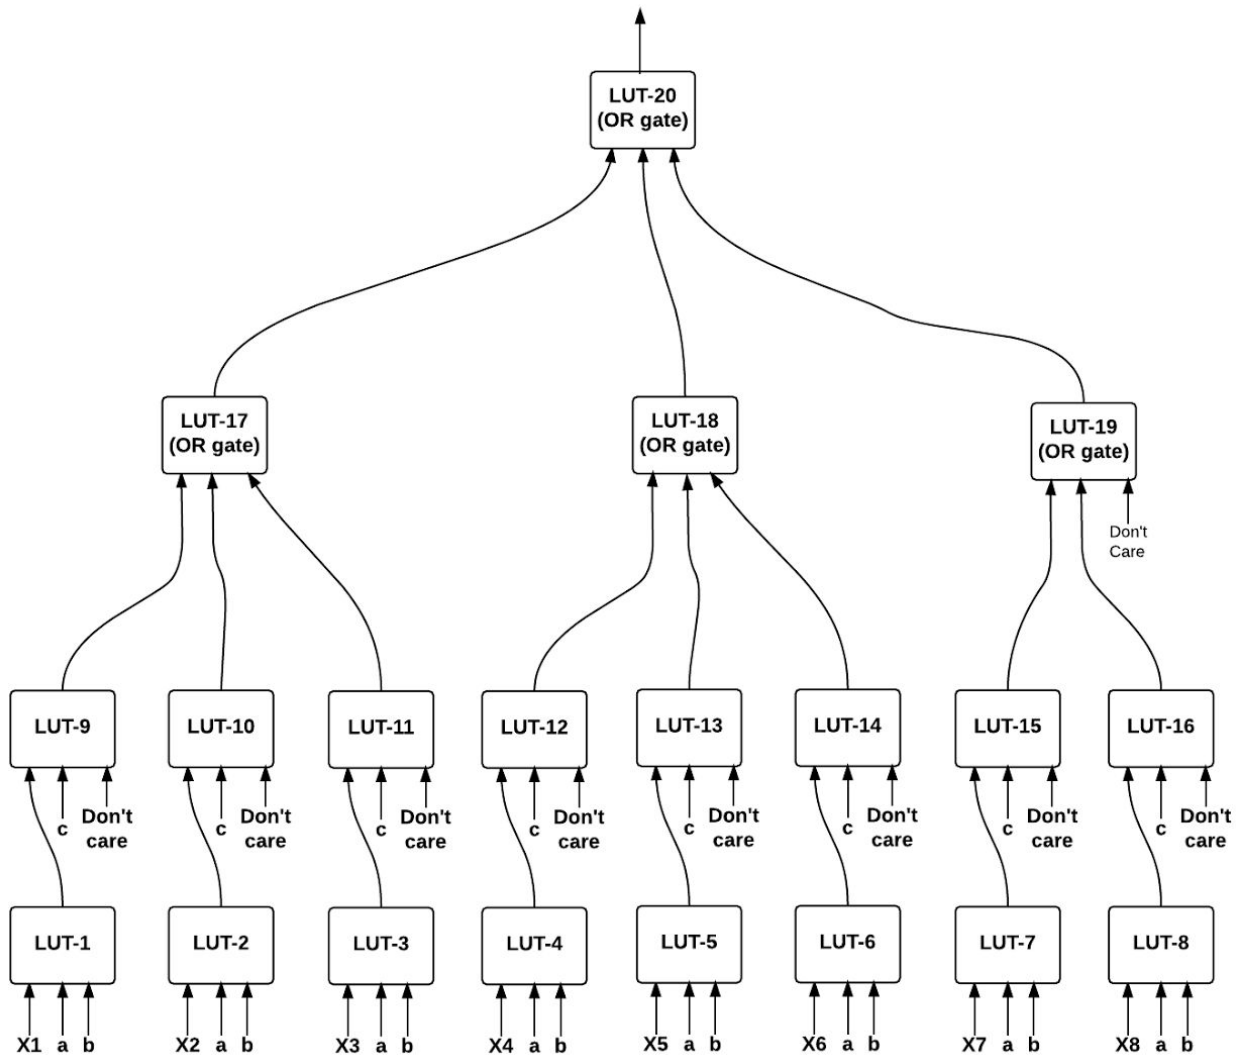 LUT-20
(OR gate)
LUT-17
(OR gate)
LUT-18
(OR gate)
LUT-19
(OR gate)
Don't
Care
LUT-9
LUT-10
LUT-11
LUT-12
LUT-13
LUT-14
LUT-15
LUT-16
c
Don't
care
c
Don't
care
c
Don't
care
c
Don't
care
c
Don't
care
c
Don't
care
c
Don't
care
c
Don't
care
LUT-1
LUT-2
LUT-3
LUT-4
LUT-5
LUT-6
LUT-7
LUT-8
X1 a b
X2 a b
X3 a b
X4 a b
X5 a b
X6 a b
X7 a b
X8 a b